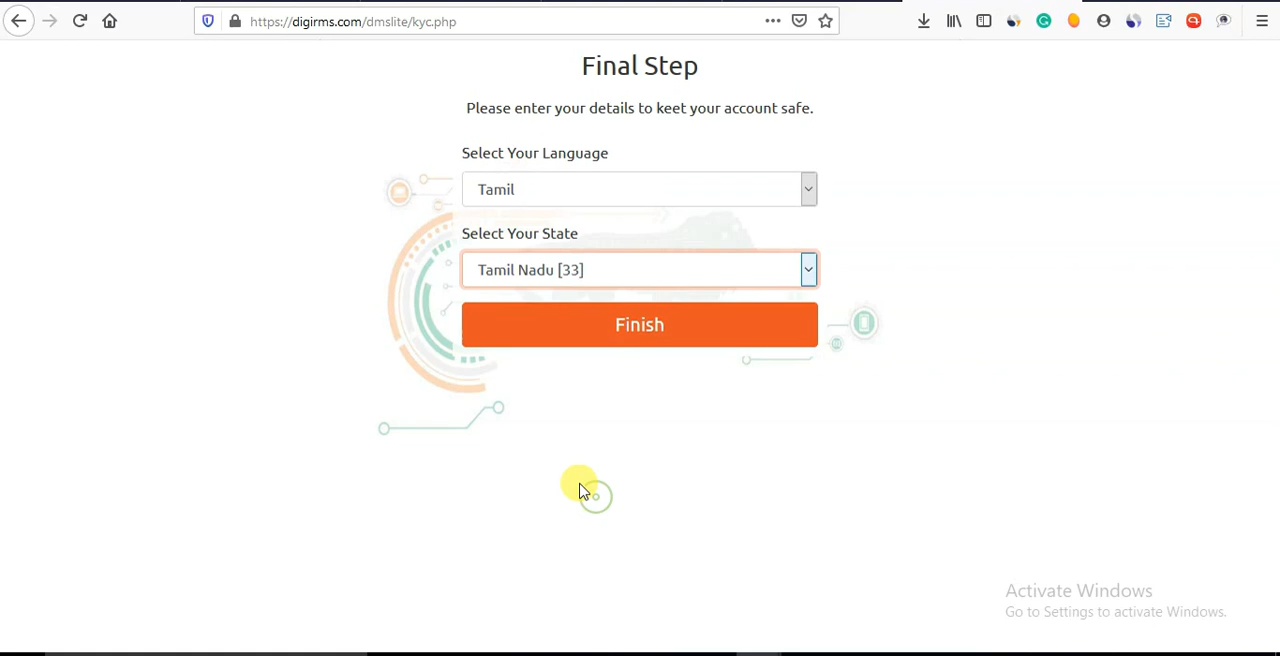 https://digirms.com/dmslite/kyc.php
Final Step
Please enter your details to keet your account safe.
Select Your Language
Tamil
Select Your State
Tamil Nadu [33]
Finish
Activate Windows
Go to Settings to activate Windows.